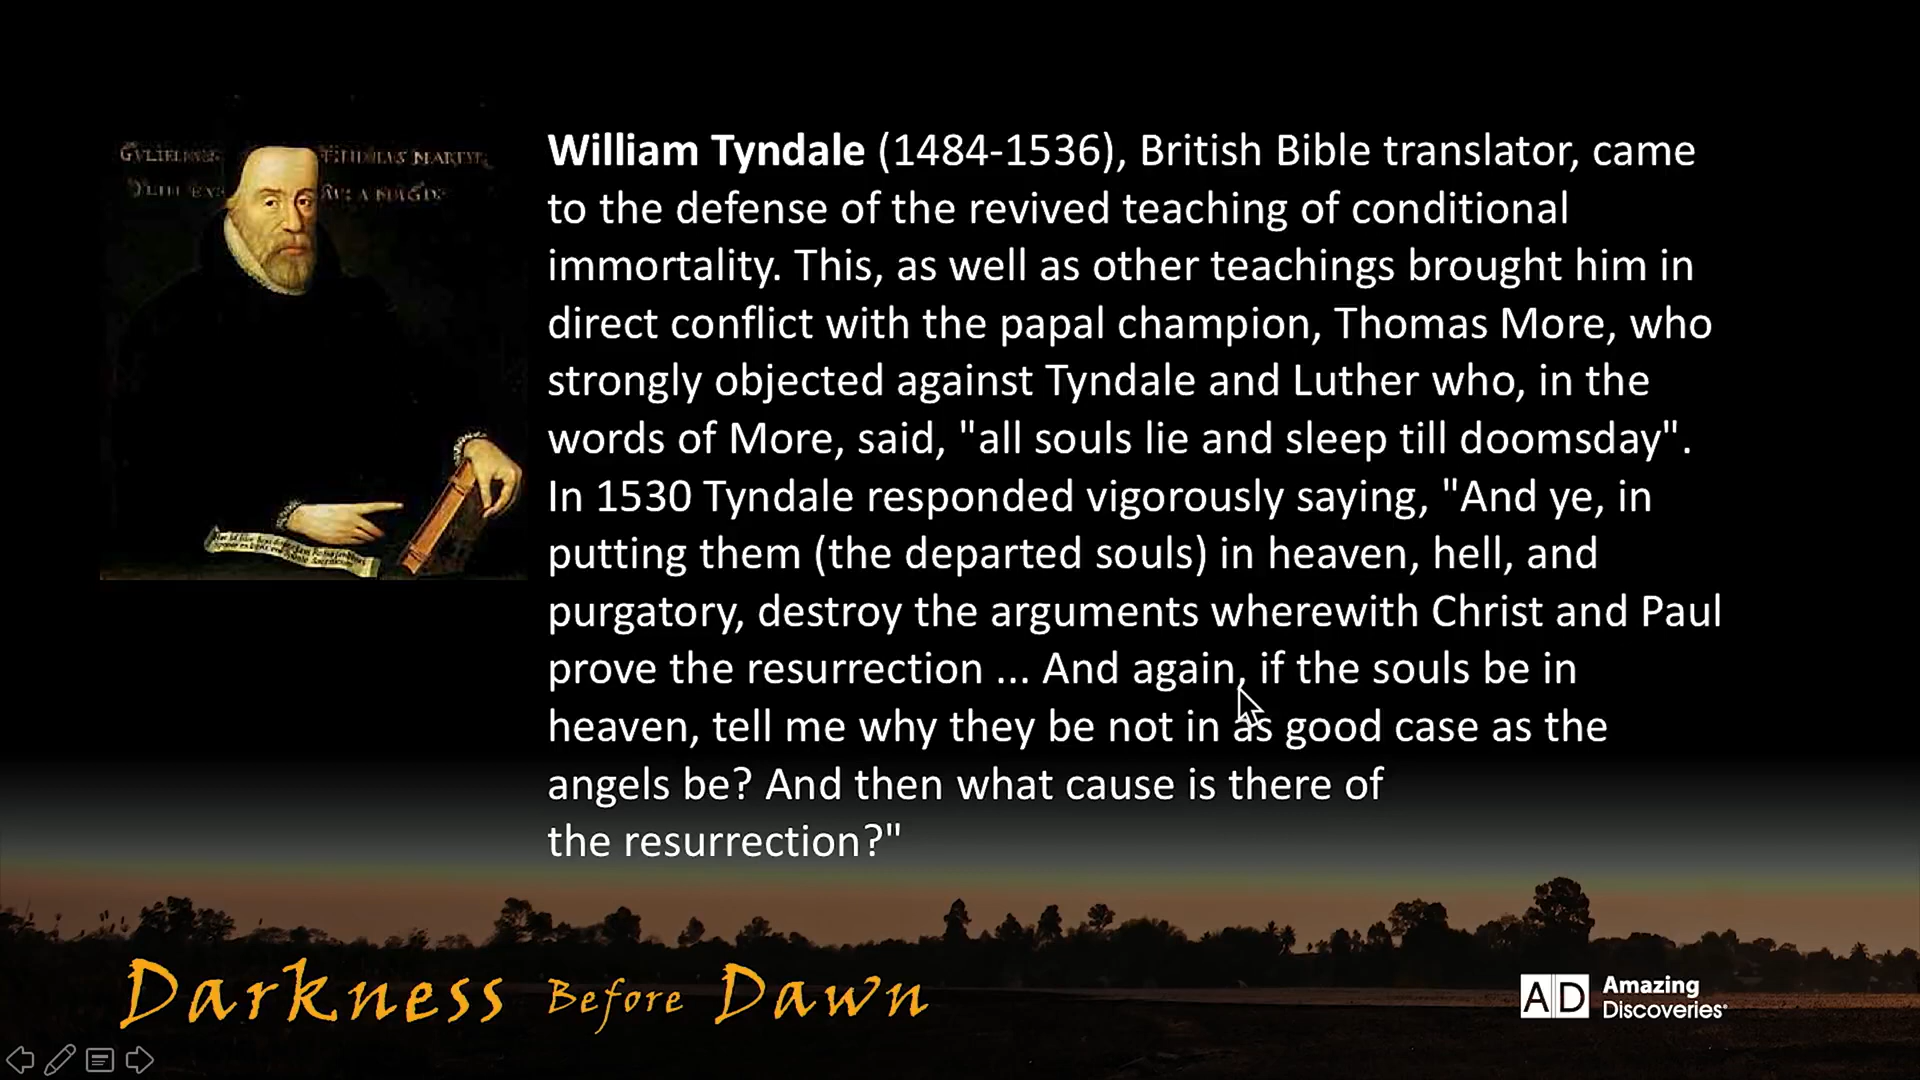 William Tyndale (1484-1536), British Bible translator, came
to the defense of the revived teaching of conditional
immortality. This, as well as other teachings brought him in
direct conflict with the papal champion, Thomas More, who
strongly objected against Tyndale and Luther who, in the
words of More, said, "all souls lie and sleep till doomsday".
In 1530 Tyndale responded vigorously saying, "And ye, in
putting them (the departed souls) in heaven, hell, and
purgatory, destroy the arguments wherewith Christ and Paul
prove the resurrection ... And again, if the souls be in
heaven, tell me why they be not in as good case as the
angels be? And then what cause is there of
the resurrection?"
Darkness Before Dawn
AD Amazing
Discoveries